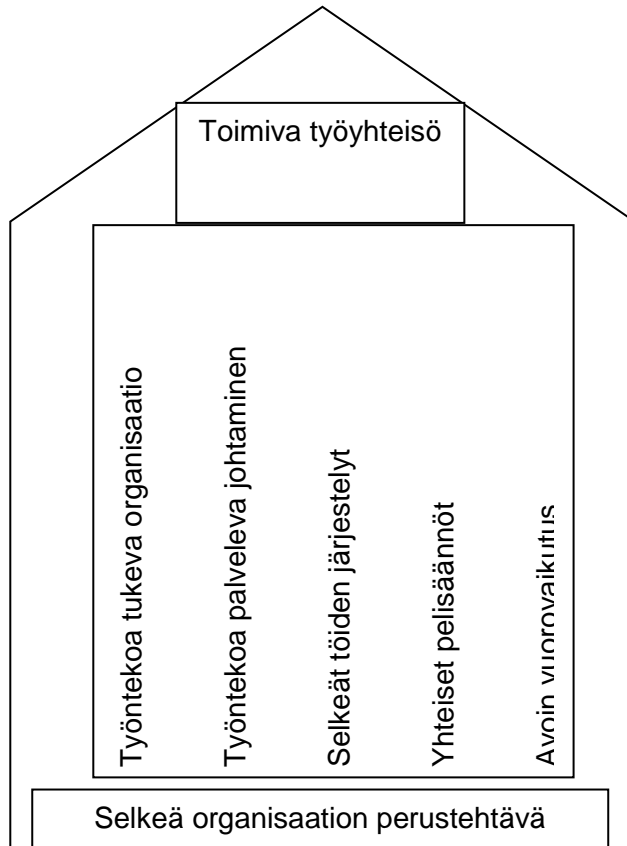 Toimiva työyhteisö
Työntekoa tukeva organisaatio
Työntekoa palveleva johtaminen
Selkeät töiden järjestelyt
Yhteiset pelisäännöt
Avoin vuorovaikutus
Selkeä organisaation perustehtävä